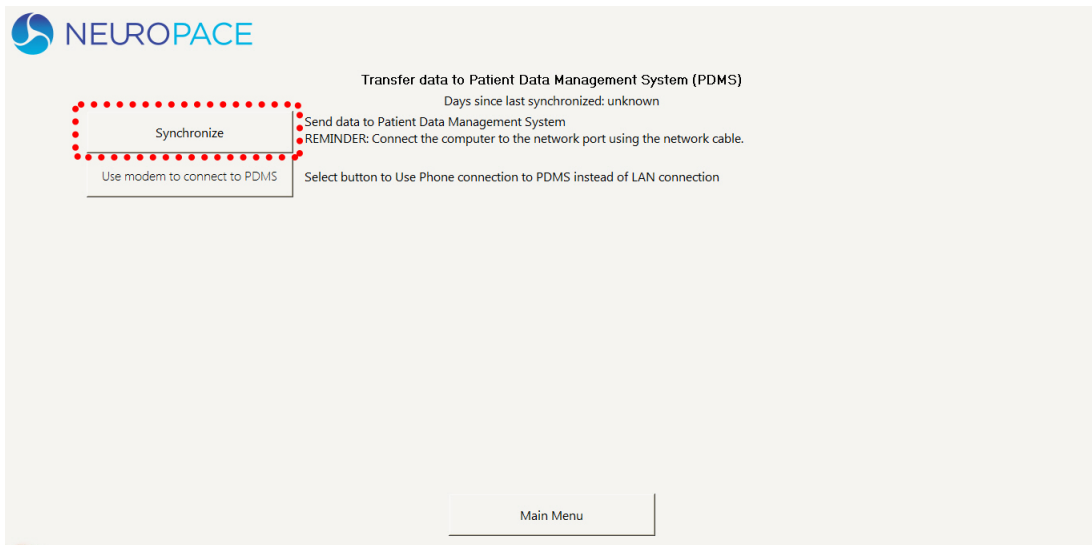 NEUROPACE
Transfer data to Patient Data Management System (PDMS)
Days since last synchronized: unknown
Synchronize
Send data to Patient Data Management System
REMINDER: Connect the computer to the network port using the network cable.
Use modem to connect to PDMS
Select button to Use Phone connection to PDMS instead of LAN connection
Main Menu